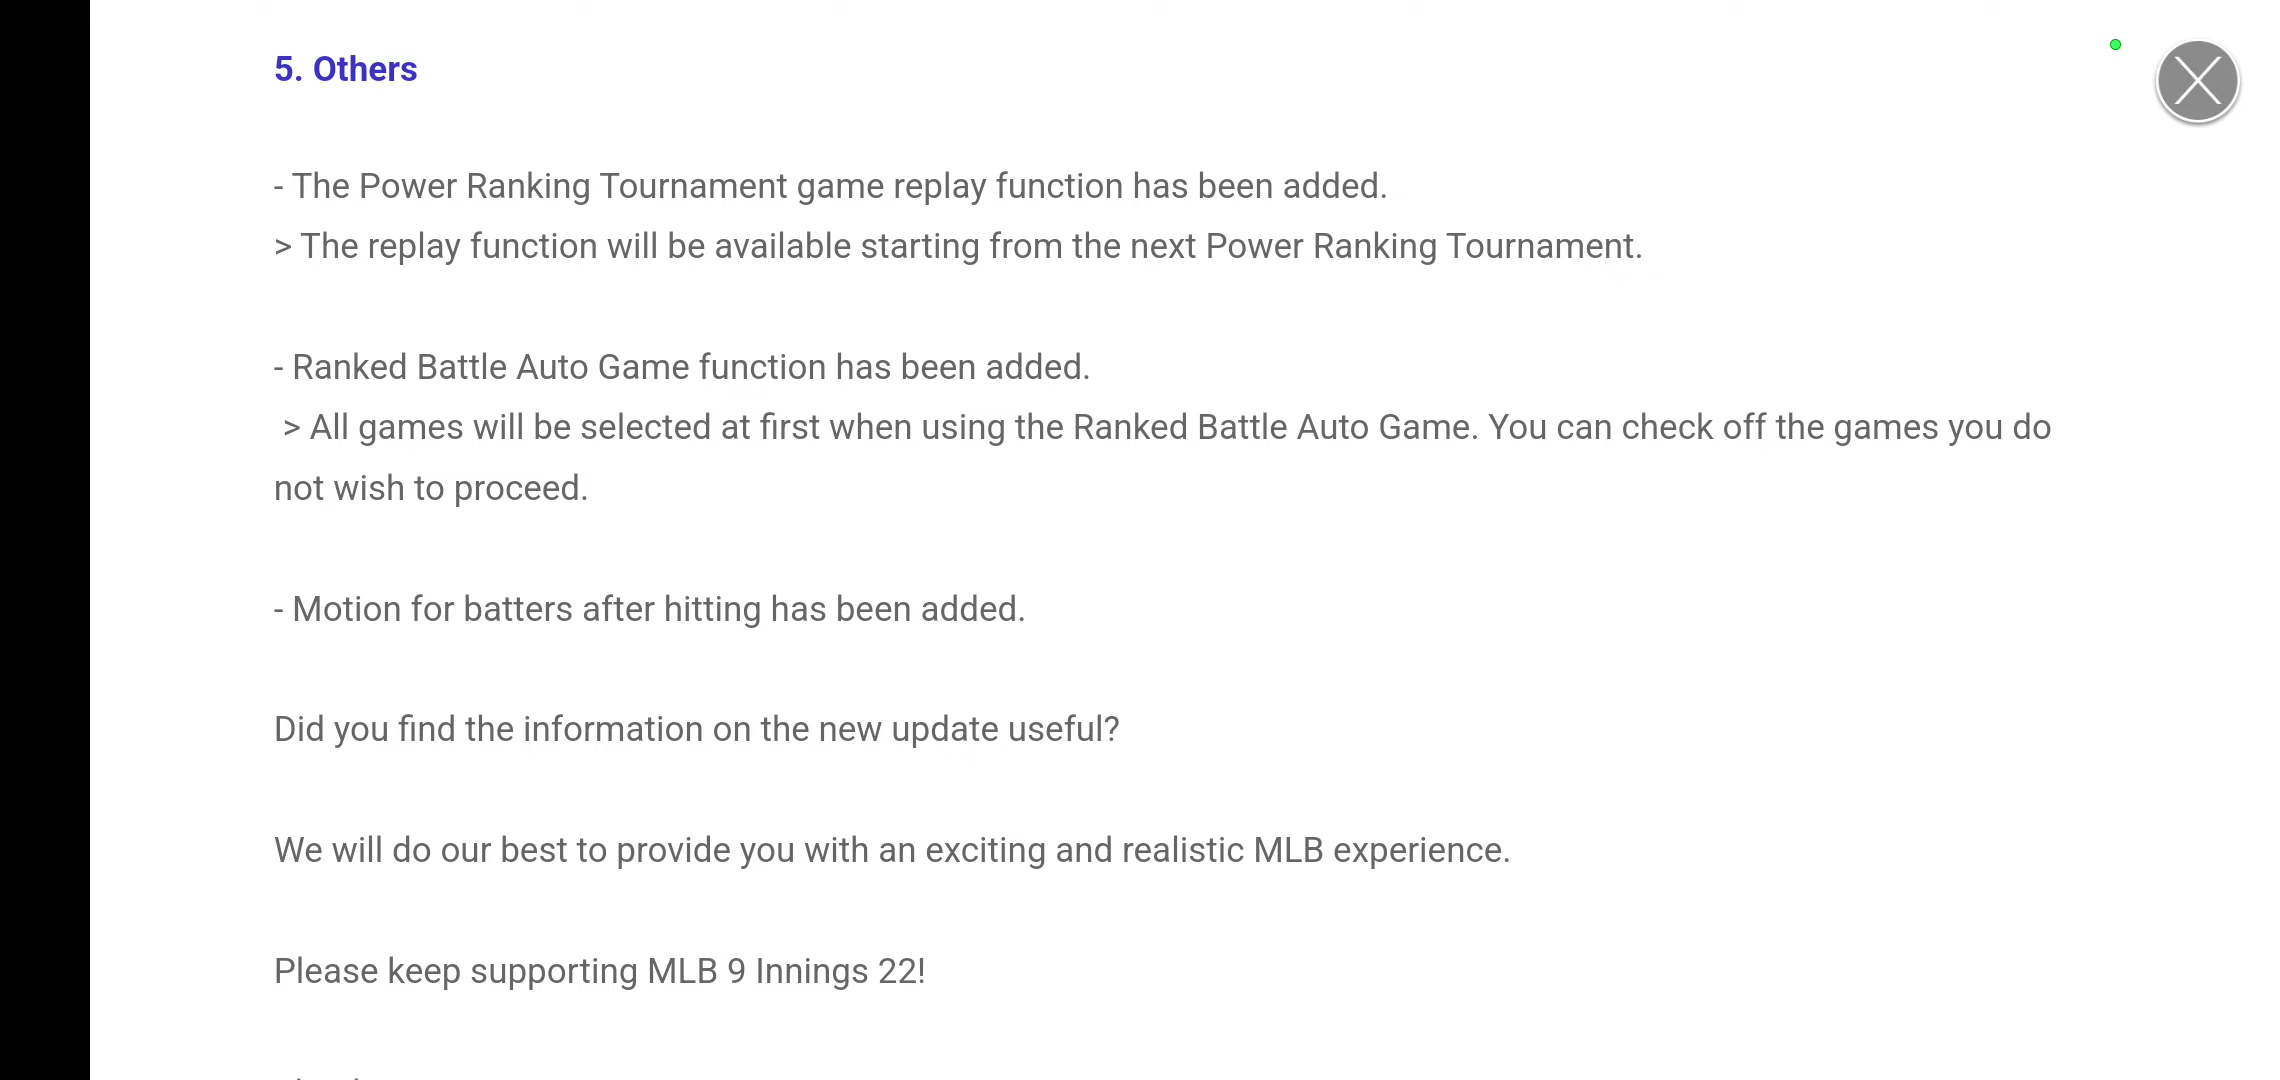 5. Others
- The Power Ranking Tournament game replay function has been added.
> The replay function will be available starting from the next Power Ranking Tournament.
- Ranked Battle Auto Game function has been added.
> All games will be selected at first when using the Ranked Battle Auto Game. You can check off the games you do
not wish to proceed.
- Motion for batters after hitting has been added.
Did you find the information on the new update useful?
We will do our best to provide you with an exciting and realistic MLB experience.
Please keep supporting MLB 9 Innings 22!